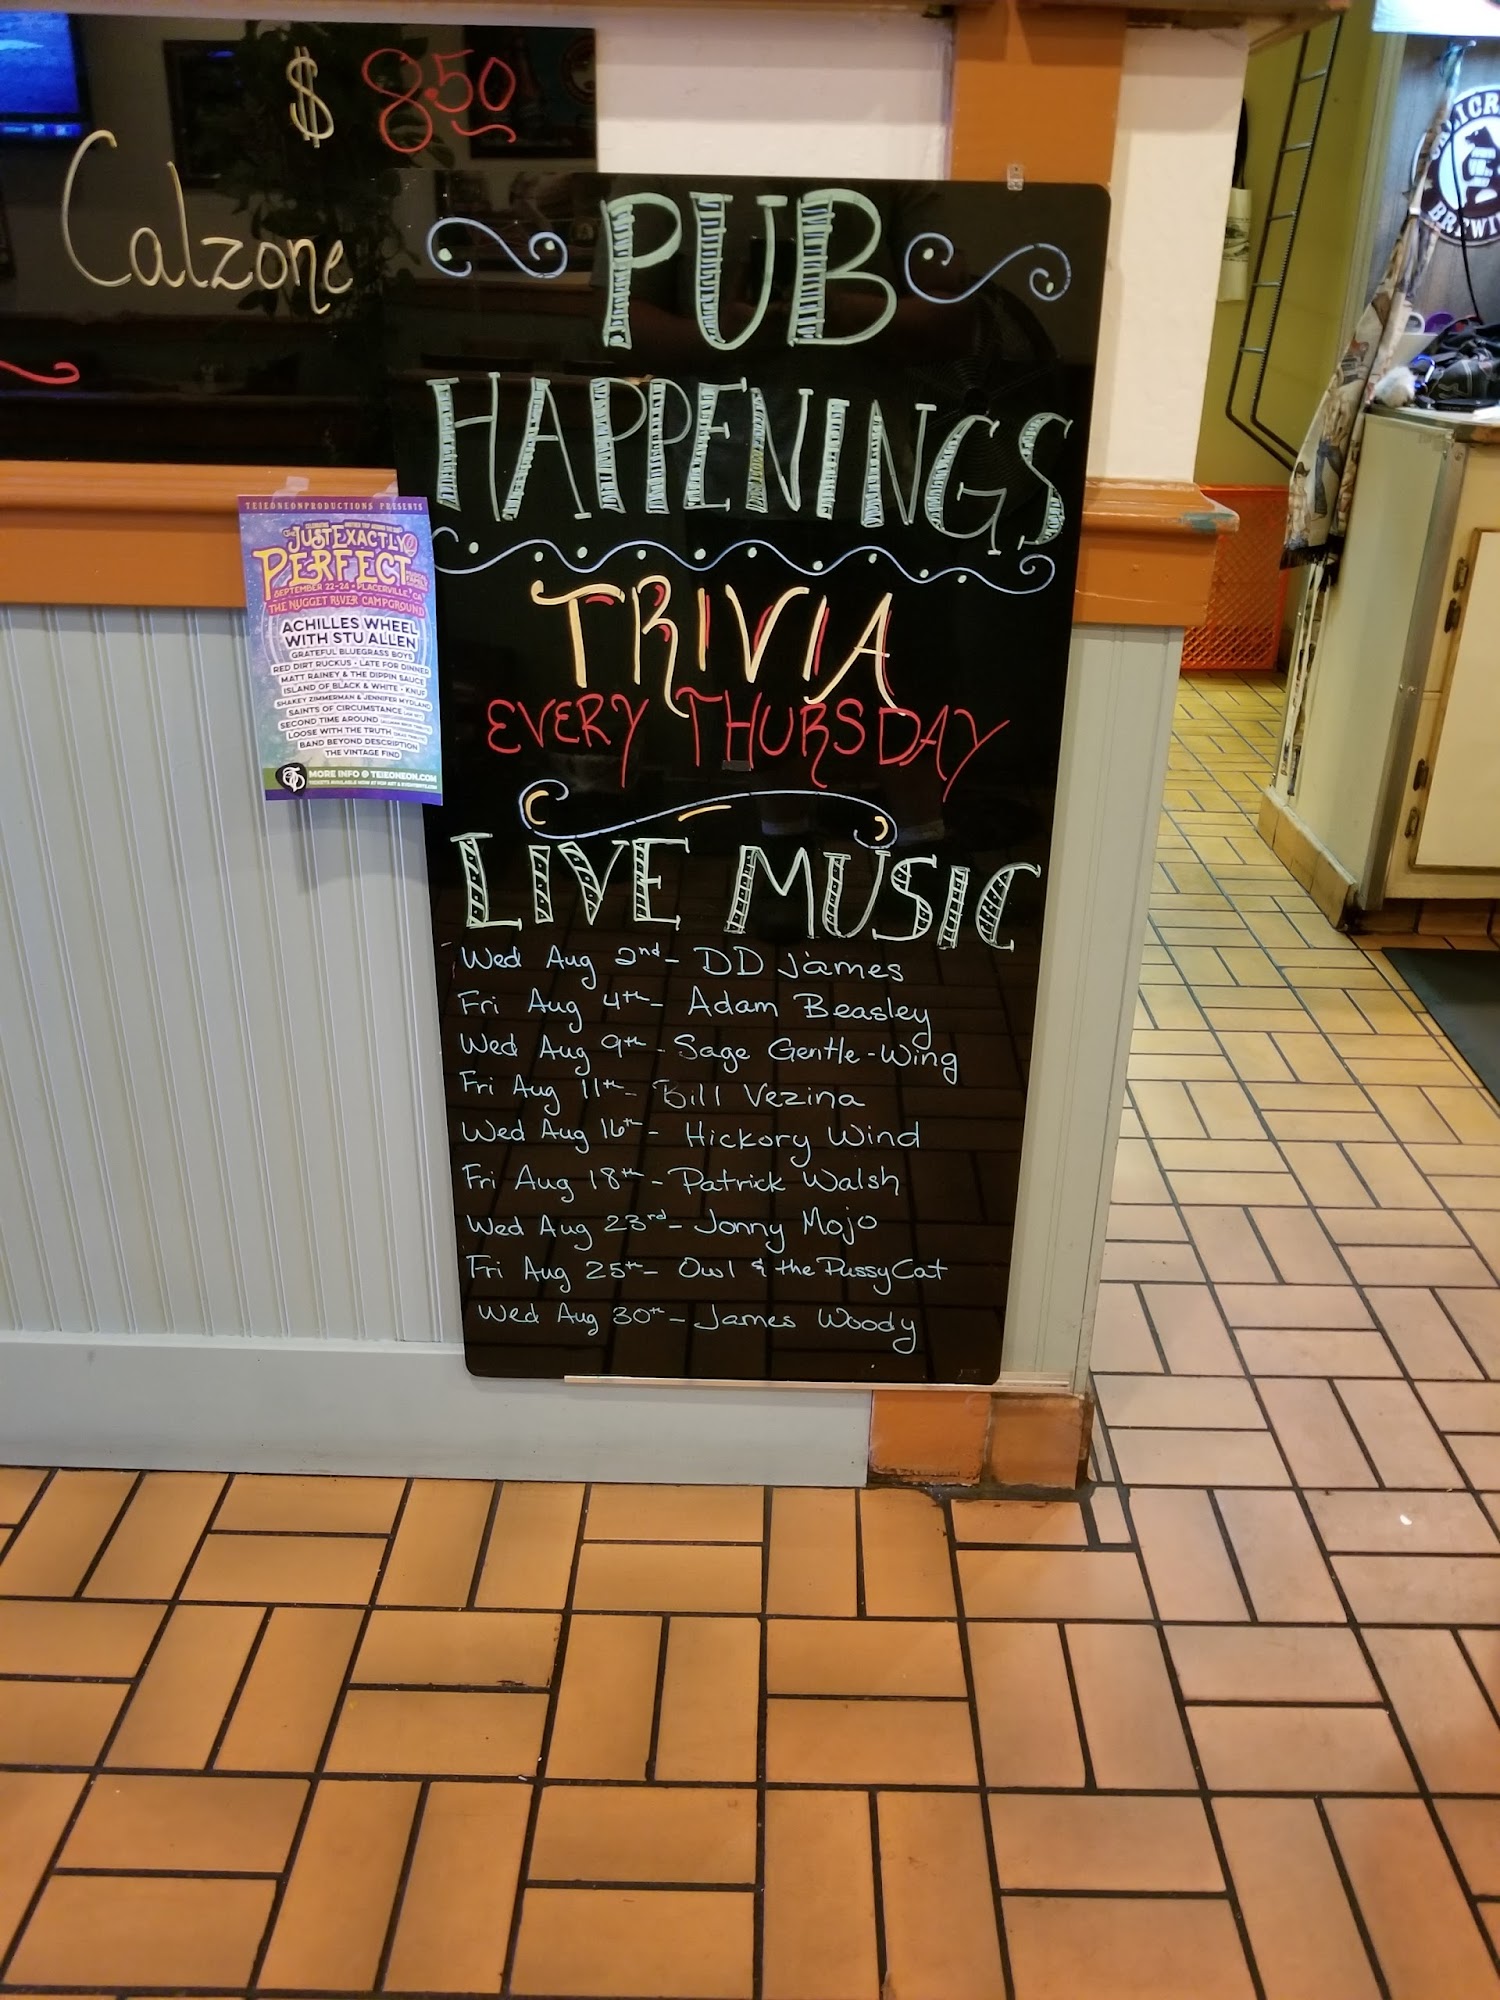 $ 8.50
Calzone
PUB
HAPPENINGS
TRIVIA
EVERY THURSDAY
LIVE MUSIC
Wed Aug 2nd - DD James
Fri Aug 4th - Adam Beasley
Wed Aug 9th - Sage Gentle-Wing
Fri Aug 11th - Bill Vezina
Wed Aug 16th - Hickory Wind
Fri Aug 18th - Patrick Walsh
Wed Aug 23rd - Jonny Mojo
Fri Aug 25th - Owl & the PussyCat
Wed Aug 30th - James Woody
TEIEONEONPRODUCTIONS PRESENTS
JUST EXACTLY
PERFECT
SEPTEMBER 22-24 • PLACERVILLE, CA
THE NUGGET RIVER CAMPGROUND
ACHILLES WHEEL
WITH STU ALLEN
GRATEFUL BLUEGRASS BOYS
RED DIRT RUCKUS • LATE FOR DINNER
MATT RAINEY & THE DIPPIN SAUCE
ISLAND OF BLACK & WHITE • KNUF
SHAKEY ZIMMERMAN & JENNIFER MYDLAND
SAINTS OF CIRCUMSTANCE
SECOND TIME AROUND
LOOSE WITH THE TRUTH
BAND BEYOND DESCRIPTION
THE VINTAGE FIND
MORE INFO @ TEIEONEON.COM
BREWI